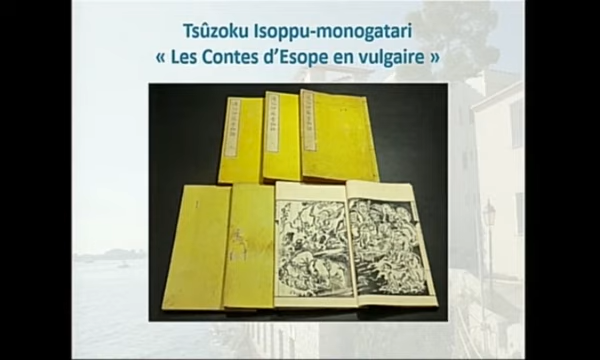 Tsûzoku Isoppu-monogatari
« Les Contes d'Esope en vulgaire »